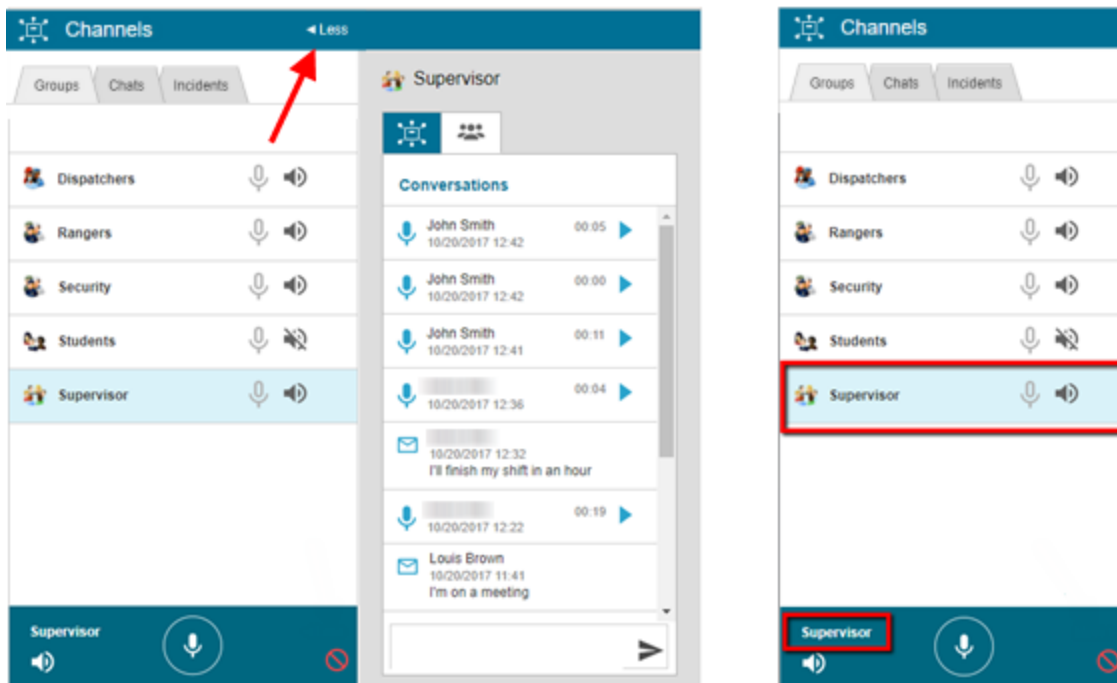 Channels
◄ Less
Groups Chats Incidents
Dispatchers
Rangers
Security
Students
Supervisor
Supervisor
Supervisor
Conversations
John Smith 00:05
10/20/2017 12:42
John Smith 00:00
10/20/2017 12:42
John Smith 00:11
10/20/2017 12:41
00:04
10/20/2017 12:36
10/20/2017 12:32
I'll finish my shift in an hour
00:19
10/20/2017 12:22
Louis Brown
10/20/2017 11:41
I'm on a meeting
Channels
Groups Chats Incidents
Dispatchers
Rangers
Security
Students
Supervisor
Supervisor